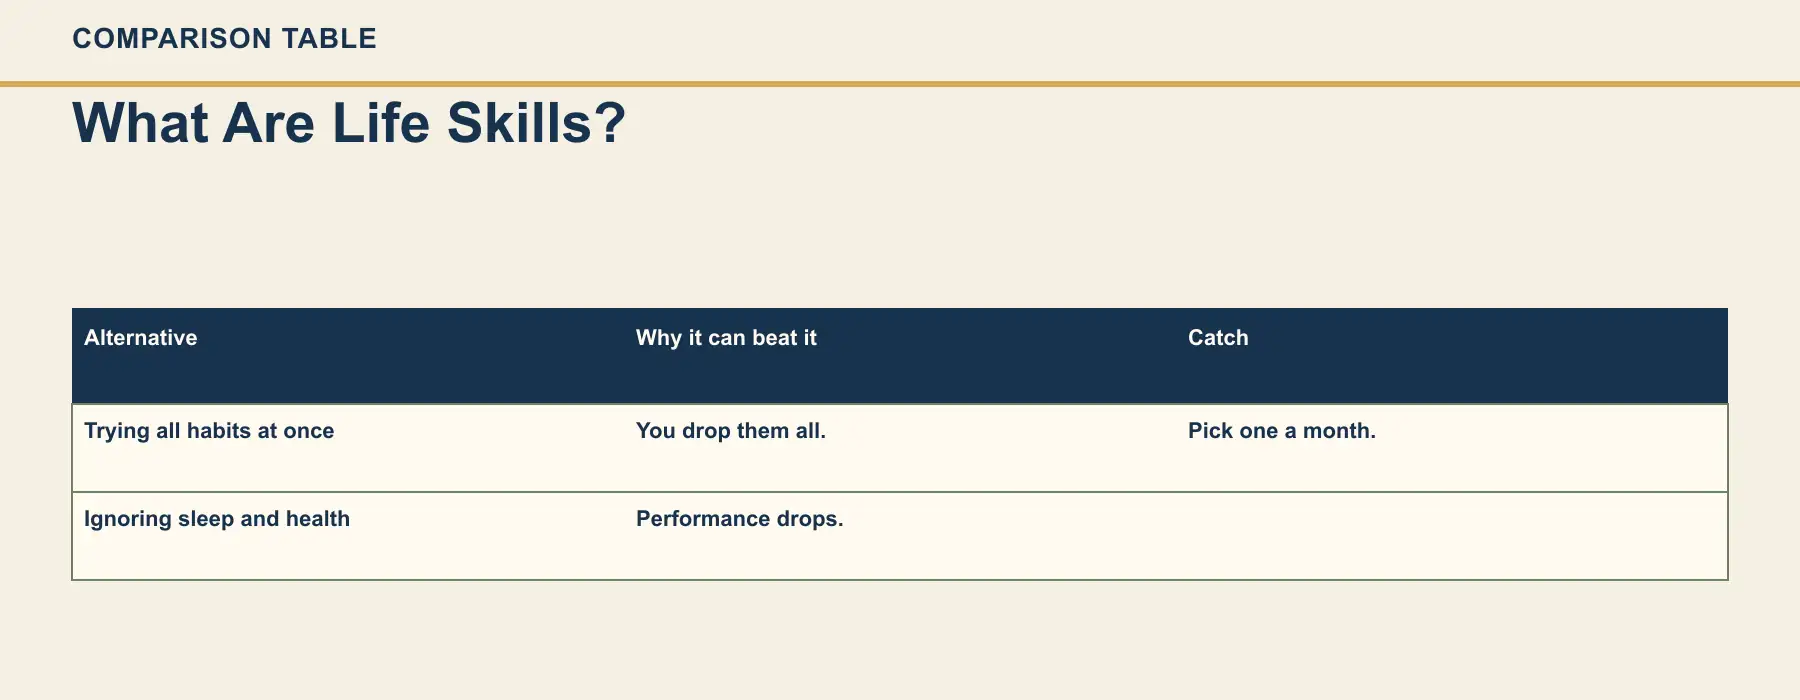 COMPARISON TABLE
What Are Life Skills?
Alternative Why it can beat it Catch
Trying all habits at once You drop them all. Pick one a month.
Ignoring sleep and health Performance drops.